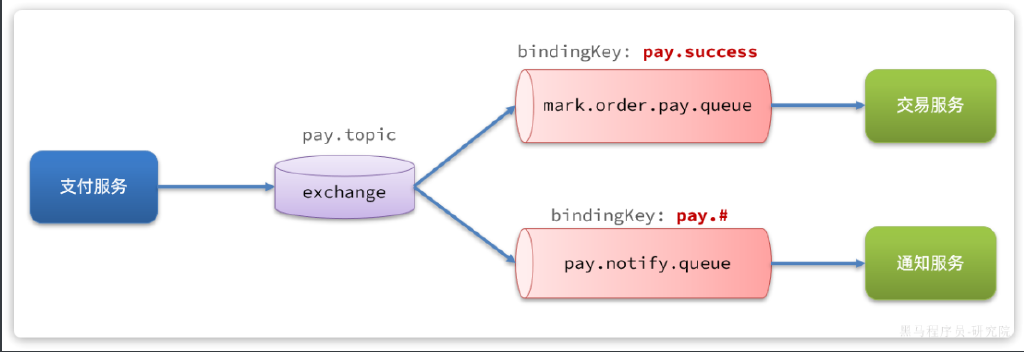 bindingKey: pay.success
mark.order.pay.queue
交易服务
pay.topic
exchange
支付服务
bindingKey: pay.#
pay.notify.queue
通知服务
黑马程序员-研究院